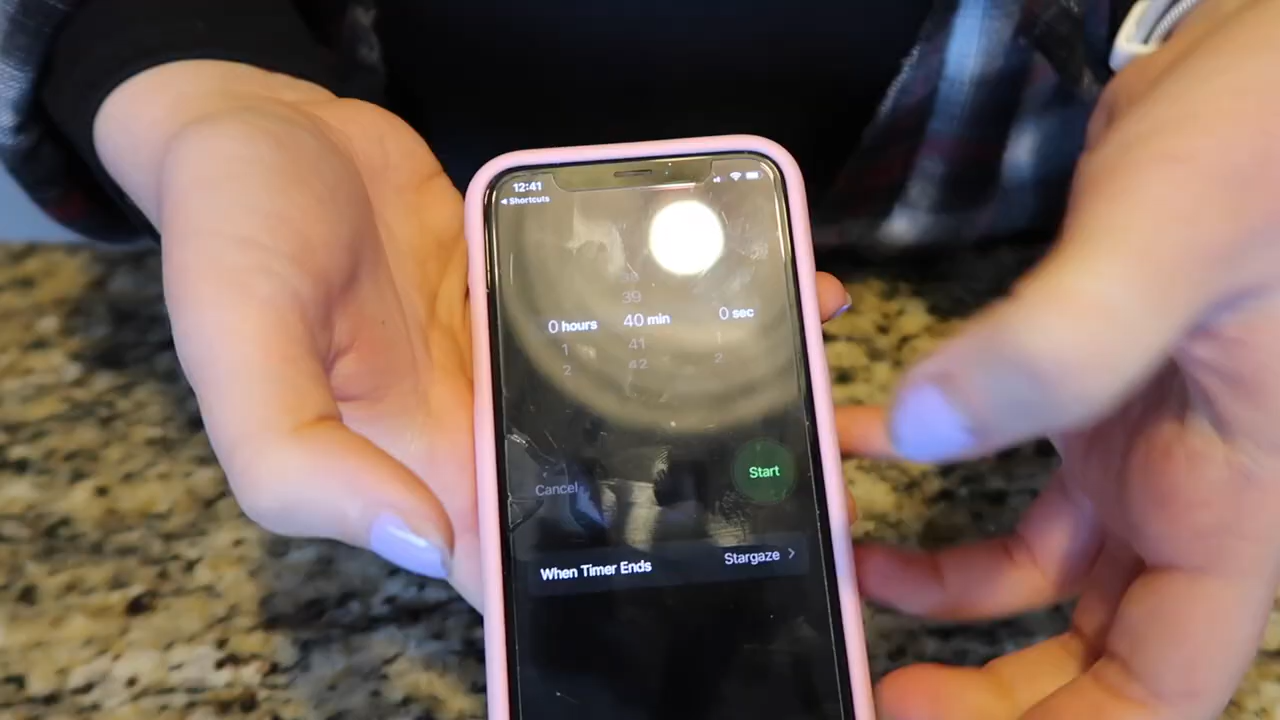 12:41
◀ Shortcuts
39
0 hours 40 min 0 sec
1 41 1
2 42 2
Cancel Start
When Timer Ends Stargaze >